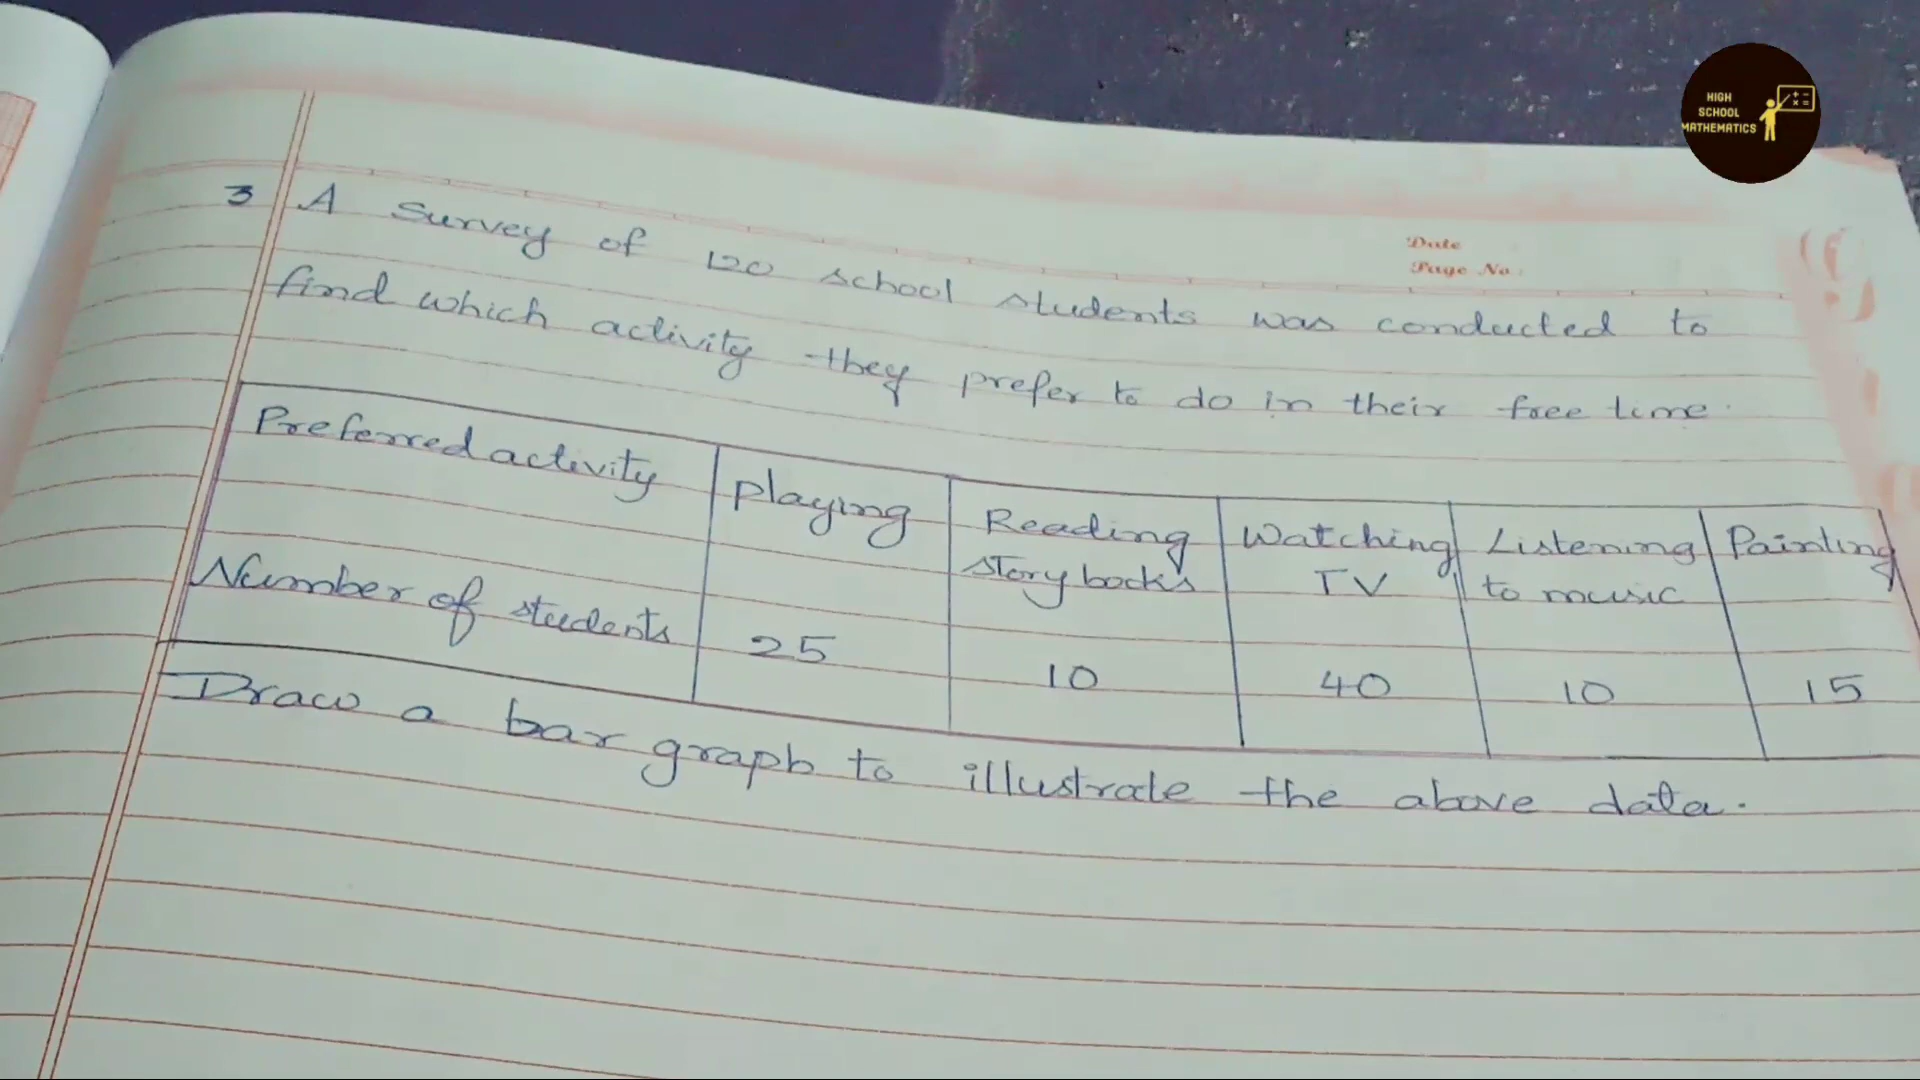 HIGH
SCHOOL
MATHEMATICS
Date
Page No.
3 A survey of 120 school students was conducted to
find which activity they prefer to do in their free time.
Preferred activity playing Reading story books Watching TV Listening to music Painting
Number of students 25 10 40 10 15
Draw a bar graph to illustrate the above data.